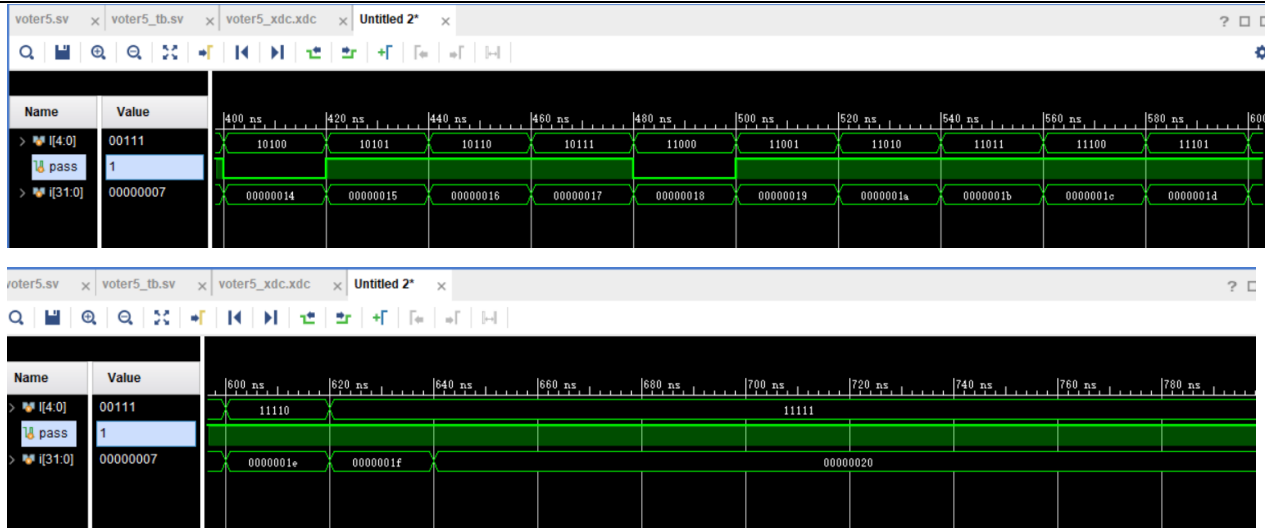 voter5.sv × voter5_tb.sv × voter5_xdc.xdc × Untitled 2* × ?
Name Value 400 ns 420 ns 440 ns 460 ns 480 ns 500 ns 520 ns 540 ns 560 ns 580 ns 600
I[4:0] 00111 10100 10101 10110 10111 11000 11001 11010 11011 11100 11101
pass 1
i[31:0] 00000007 00000014 00000015 00000016 00000017 00000018 00000019 0000001a 0000001b 0000001c 0000001d
voter5.sv × voter5_tb.sv × voter5_xdc.xdc × Untitled 2* × ?
Name Value 600 ns 620 ns 640 ns 660 ns 680 ns 700 ns 720 ns 740 ns 760 ns 780 ns
I[4:0] 00111 11110 11111
pass 1
i[31:0] 00000007 0000001e 0000001f 00000020